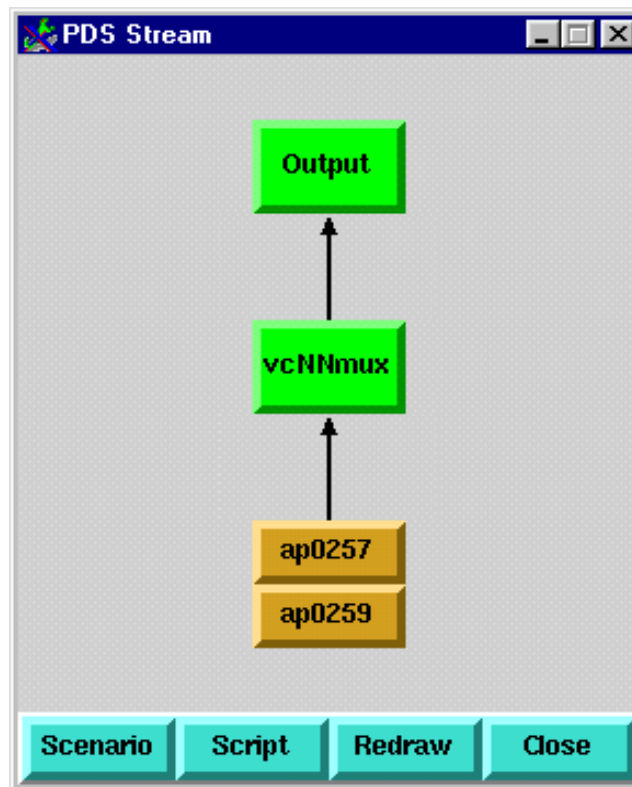 PDS Stream
Output
vcNNmux
ap0257
ap0259
Scenario Script Redraw Close